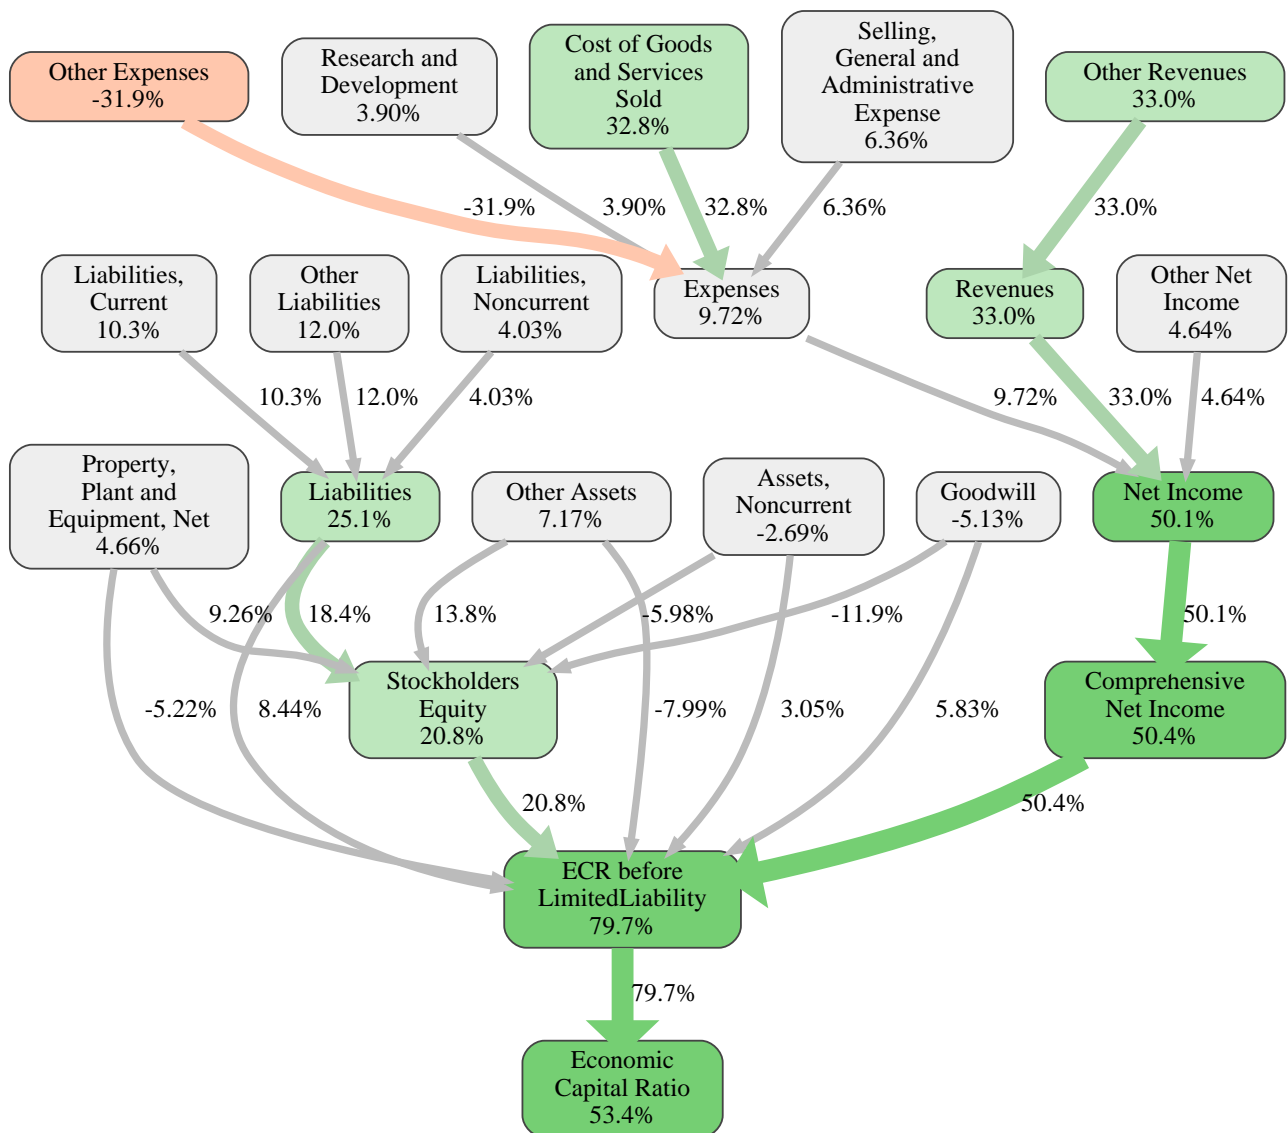 Other Expenses
-31.9%
Research and
Development
3.90%
Cost of Goods
and Services
Sold
32.8%
Selling,
General and
Administrative
Expense
6.36%
Other Revenues
33.0%
-31.9%
3.90%
32.8%
6.36%
33.0%
Liabilities,
Current
10.3%
Other
Liabilities
12.0%
Liabilities,
Noncurrent
4.03%
Expenses
9.72%
Revenues
33.0%
Other Net
Income
4.64%
10.3%
12.0%
4.03%
9.72%
33.0%
4.64%
Property,
Plant and
Equipment, Net
4.66%
Liabilities
25.1%
Other Assets
7.17%
Assets,
Noncurrent
-2.69%
Goodwill
-5.13%
Net Income
50.1%
9.26%
18.4%
13.8%
-5.98%
-11.9%
50.1%
Stockholders
Equity
20.8%
Comprehensive
Net Income
50.4%
-5.22%
8.44%
-7.99%
3.05%
5.83%
20.8%
50.4%
ECR before
LimitedLiability
79.7%
79.7%
Economic
Capital Ratio
53.4%